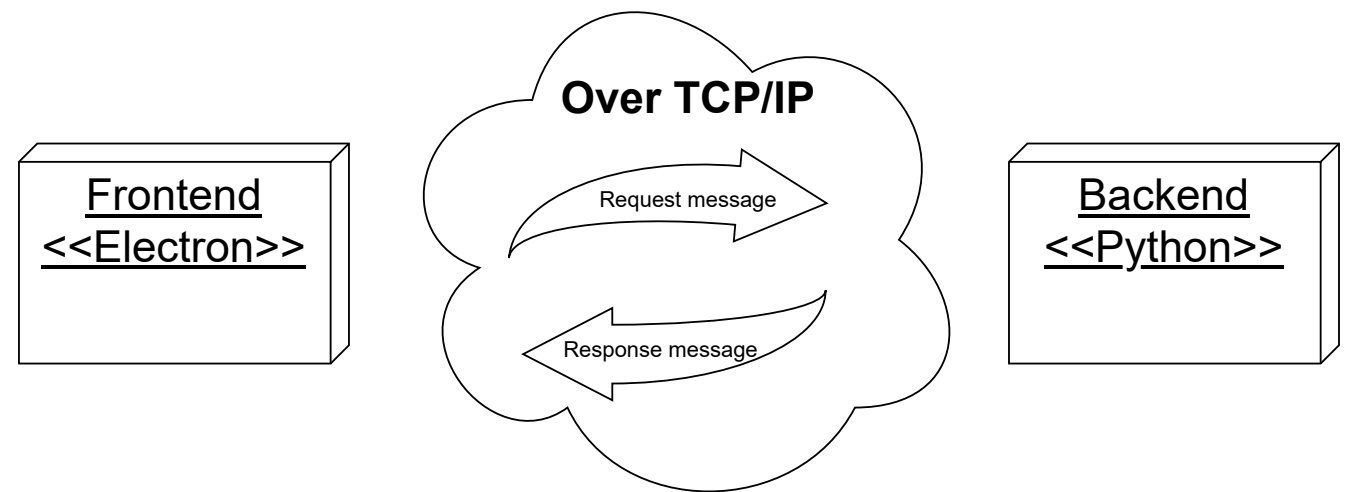 Over TCP/IP
Frontend
<<Electron>>
Request message
Response message
Backend
<<Python>>